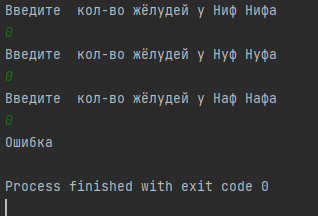 Введите  кол-во жёлудей у Ниф Нифа
0
Введите  кол-во жёлудей у Нуф Нуфа
0
Введите  кол-во жёлудей у Наф Нафа
0
Ошибка
Process finished with exit code 0